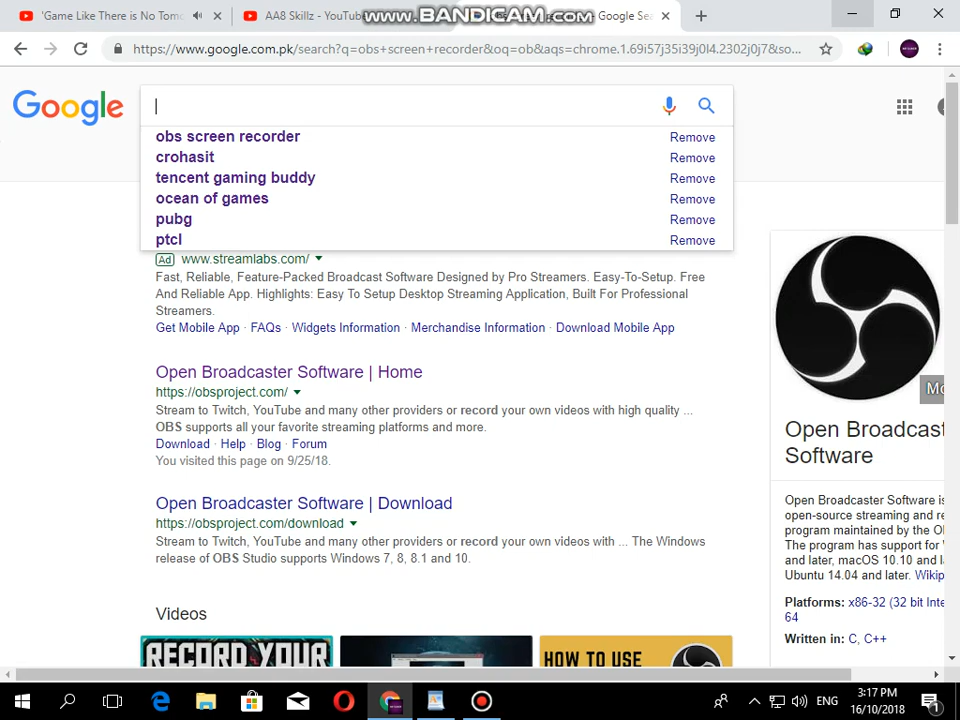 'Game Like There is No Tomo
AA8 Skillz - YouTube
www.BANDICAM.com
- Google Sea
https://www.google.com.pk/search?q=obs+screen+recorder&oq=ob&aqs=chrome.1.69i57j35i39j0l4.2302j0j7&so...
Google
obs screen recorder Remove
crohasit Remove
tencent gaming buddy Remove
ocean of games Remove
pubg Remove
ptcl Remove
Ad www.streamlabs.com/
Fast, Reliable, Feature-Packed Broadcast Software Designed by Pro Streamers. Easy-To-Setup. Free
And Reliable App. Highlights: Easy To Setup Desktop Streaming Application, Built For Professional
Streamers.
Get Mobile App · FAQs · Widgets Information · Merchandise Information · Download Mobile App
Open Broadcaster Software | Home
https://obsproject.com/
Stream to Twitch, YouTube and many other providers or record your own videos with high quality ...
OBS supports all your favorite streaming platforms and more.
Download · Help · Blog · Forum
You visited this page on 9/25/18.
Open Broadcaster Software | Download
https://obsproject.com/download
Stream to Twitch, YouTube and many other providers or record your own videos with ... The Windows
release of OBS Studio supports Windows 7, 8, 8.1 and 10.
Videos
RECORD YOUR
HOW TO USE
Mo
Open Broadcast
Software
Open Broadcaster Software is
open-source streaming and re
program maintained by the OB
The program has support for W
and later, macOS 10.10 and la
Ubuntu 14.04 and later. Wikip
Platforms: x86-32 (32 bit Inte
64
Written in: C, C++
ENG
3:17 PM
16/10/2018
1